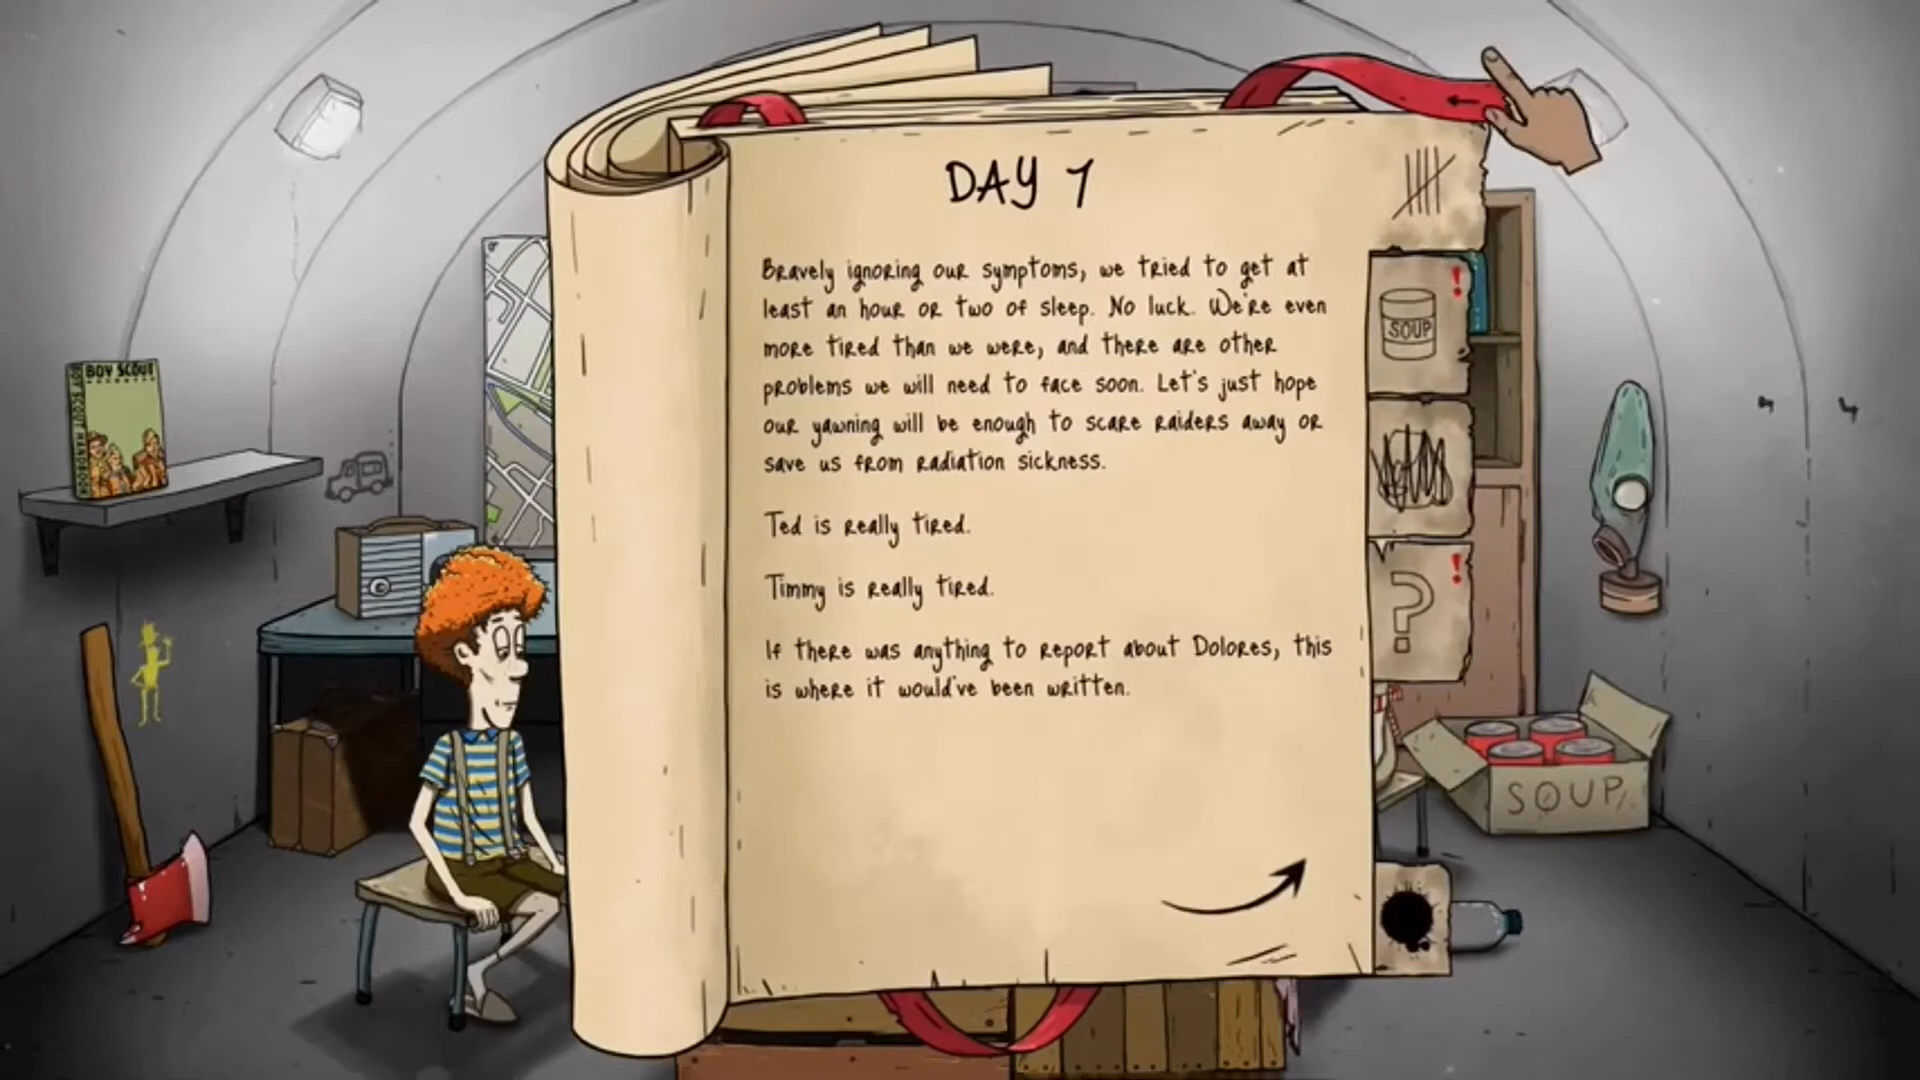 DAY 7
Bravely ignoring our symptoms, we tried to get at
least an hour or two of sleep. No luck. We're even
more tired than we were, and there are other
problems we will need to face soon. Let's just hope
our yawning will be enough to scare raiders away or
save us from radiation sickness.
Ted is really tired.
Timmy is really tired.
If there was anything to report about Dolores, this
is where it would've been written.
!
SOUP
!
?
BOY SCOUT
BOY SCOUT HANDBOOK
SOUP